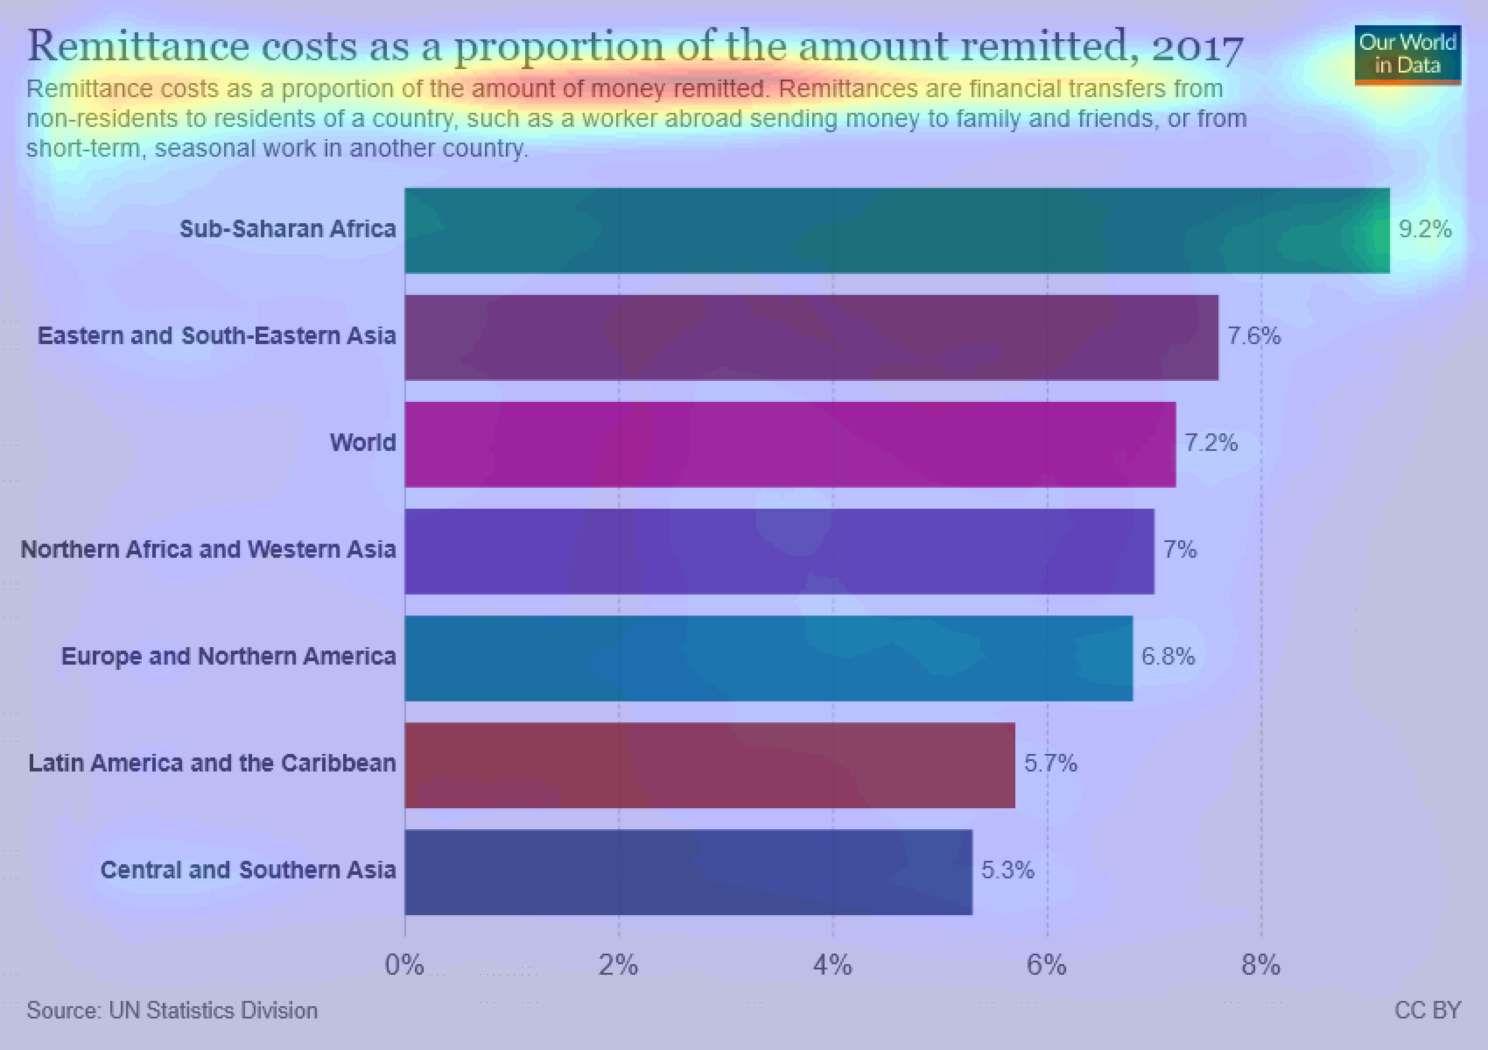 Remittance costs as a proportion of the amount remitted, 2017
Our World
in Data
Remittance costs as a proportion of the amount of money remitted. Remittances are financial transfers from
non-residents to residents of a country, such as a worker abroad sending money to family and friends, or from
short-term, seasonal work in another country.
Sub-Saharan Africa 9.2%
Eastern and South-Eastern Asia 7.6%
World 7.2%
Northern Africa and Western Asia 7%
Europe and Northern America 6.8%
Latin America and the Caribbean 5.7%
Central and Southern Asia 5.3%
0% 2% 4% 6% 8%
Source: UN Statistics Division CC BY